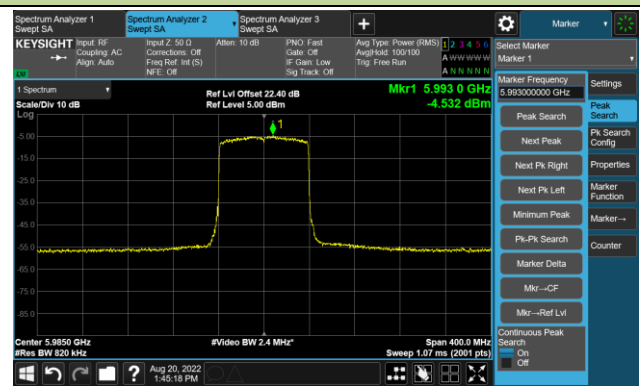 Spectrum Analyzer 1
Swept SA
Spectrum Analyzer 2
Swept SA
Spectrum Analyzer 3
Swept SA
+
Marker
KEYSIGHT
Input: RF
Coupling: AC
Align: Auto
Input Z: 50 Ω
Corrections: Off
Freq Ref: Int (S)
NFE: Off
Atten: 10 dB
PNO: Fast
Gate: Off
IF Gain: Low
Sig Track: Off
Avg Type: Power (RMS)
Avg|Hold: 100/100
Trig: Free Run
1 2 3 4 5 6
A W W W W W
A N N N N N
LXI
Select Marker
Marker 1
1 Spectrum
Scale/Div 10 dB
Log
Ref Lvl Offset 22.40 dB
Ref Level 5.00 dBm
Mkr1 5.993 0 GHz
-4.532 dBm
1
-5.00
-15.0
-25.0
-35.0
-45.0
-55.0
-65.0
-75.0
-85.0
Center 5.9850 GHz
#Res BW 820 kHz
#Video BW 2.4 MHz*
Span 400.0 MHz
Sweep 1.07 ms (2001 pts)
Marker Frequency
5.993000000 GHz
Peak Search
Next Peak
Next Pk Right
Next Pk Left
Minimum Peak
Pk-Pk Search
Marker Delta
Mkr→CF
Mkr→Ref Lvl
Continuous Peak
Search
On
Off
Settings
Peak
Search
Pk Search
Config
Properties
Marker
Function
Marker→
Counter
?
Aug 20, 2022
1:45:18 PM